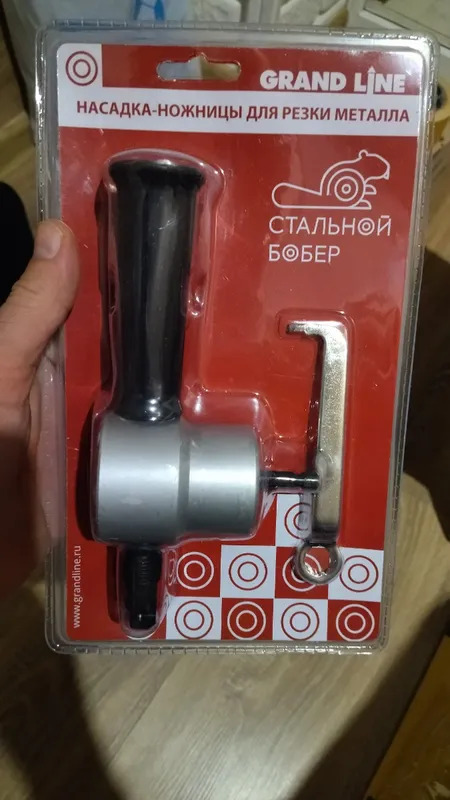 GRAND LINE
НАСАДКА-НОЖНИЦЫ ДЛЯ РЕЗКИ МЕТАЛЛА
СТАЛЬНОЙ
БОБЕР
www.grandline.ru